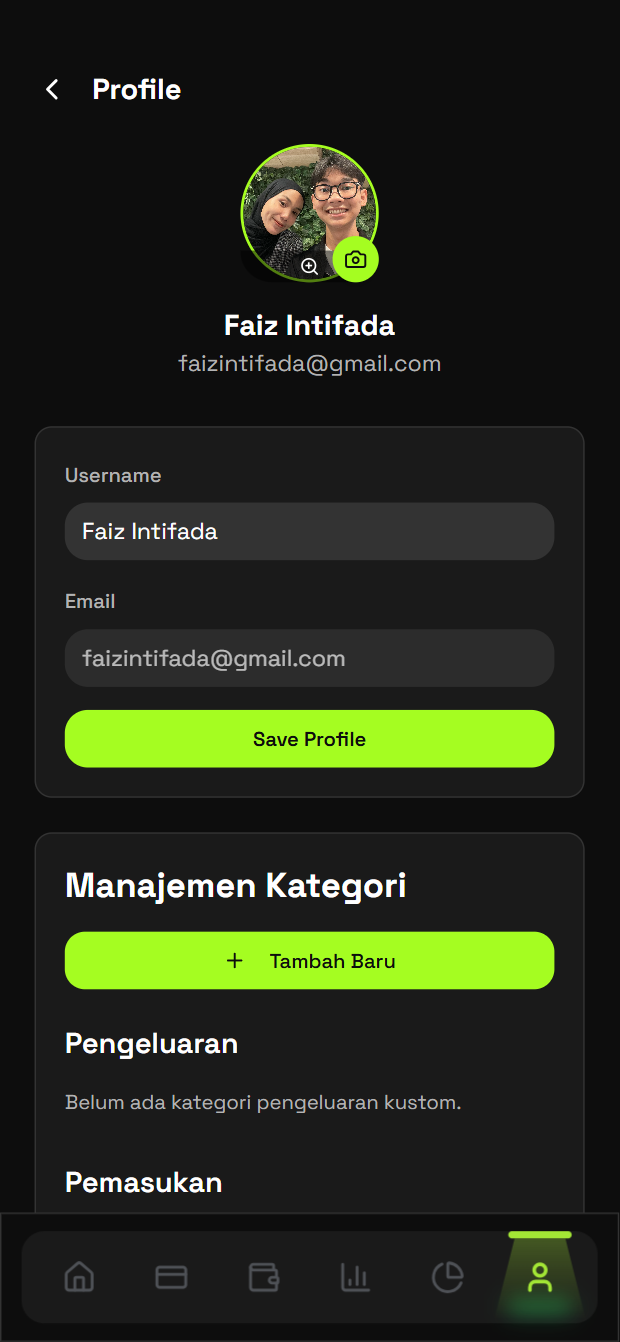 Profile
Faiz Intifada
faizintifada@gmail.com
Username
Faiz Intifada
Email
faizintifada@gmail.com
Save Profile
Manajemen Kategori
+ Tambah Baru
Pengeluaran
Belum ada kategori pengeluaran kustom.
Pemasukan